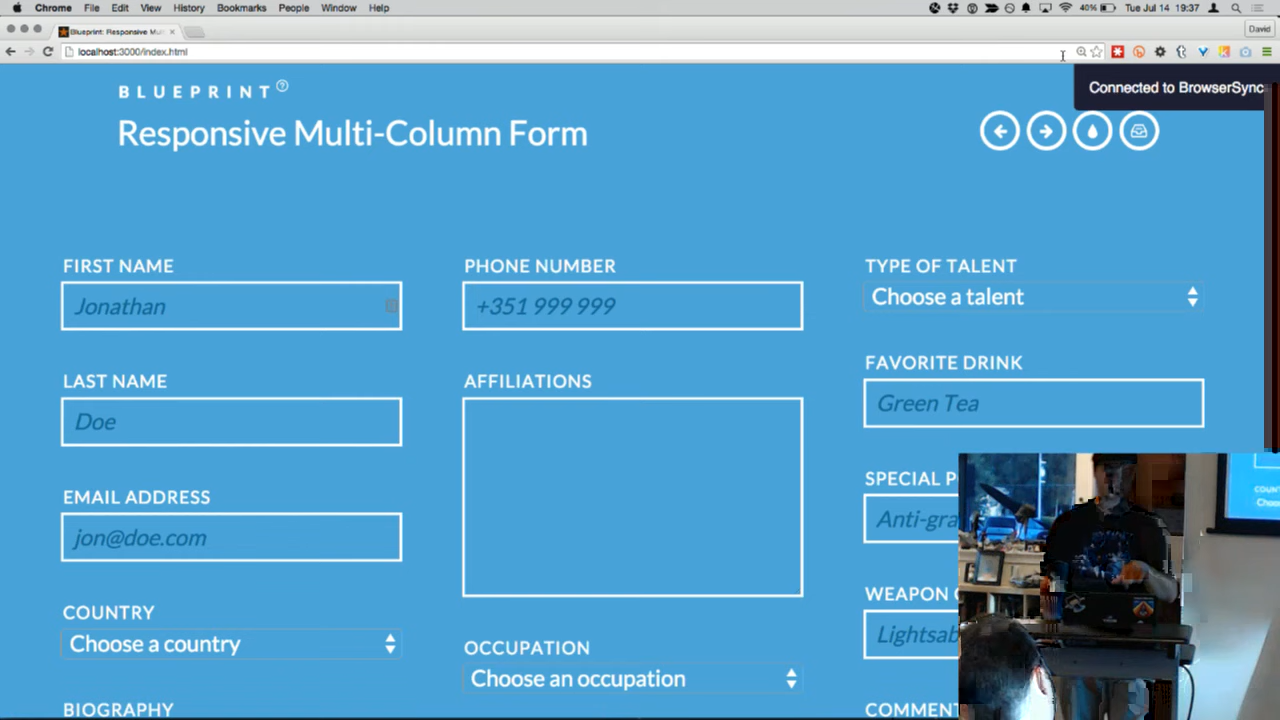 Chrome File Edit View History Bookmarks People Window Help
40% Tue Jul 14 19:37
Blueprint: Responsive Mu
David
localhost:3000/index.html
Connected to BrowserSync
BLUEPRINT
?
Responsive Multi-Column Form
FIRST NAME
Jonathan
LAST NAME
Doe
EMAIL ADDRESS
jon@doe.com
COUNTRY
Choose a country
BIOGRAPHY
PHONE NUMBER
+351 999 999
AFFILIATIONS
OCCUPATION
Choose an occupation
TYPE OF TALENT
Choose a talent
FAVORITE DRINK
Green Tea
SPECIAL P
Anti-gra
WEAPON
Lightsab
COMMEN